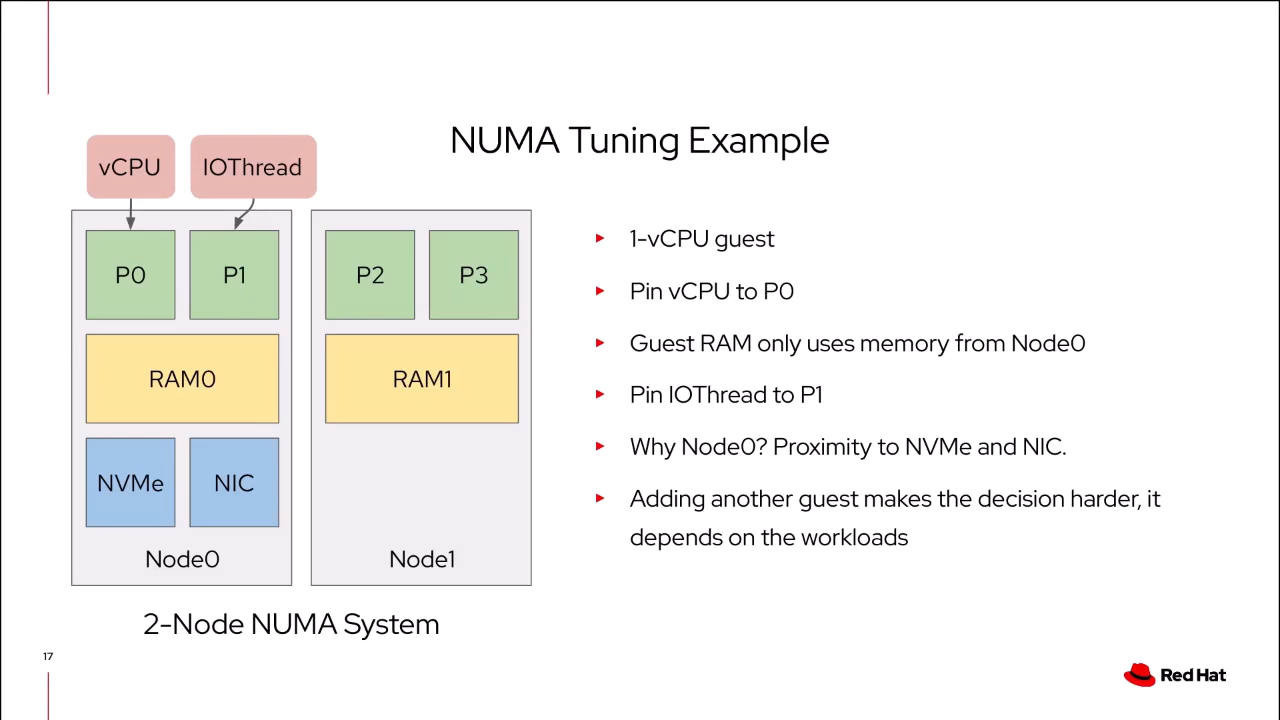 NUMA Tuning Example
vCPU
IOThread
P0
P1
P2
P3
RAM0
RAM1
NVMe
NIC
Node0
Node1
2-Node NUMA System
1-vCPU guest
Pin vCPU to P0
Guest RAM only uses memory from Node0
Pin IOThread to P1
Why Node0? Proximity to NVMe and NIC.
Adding another guest makes the decision harder, it
depends on the workloads
17
Red Hat